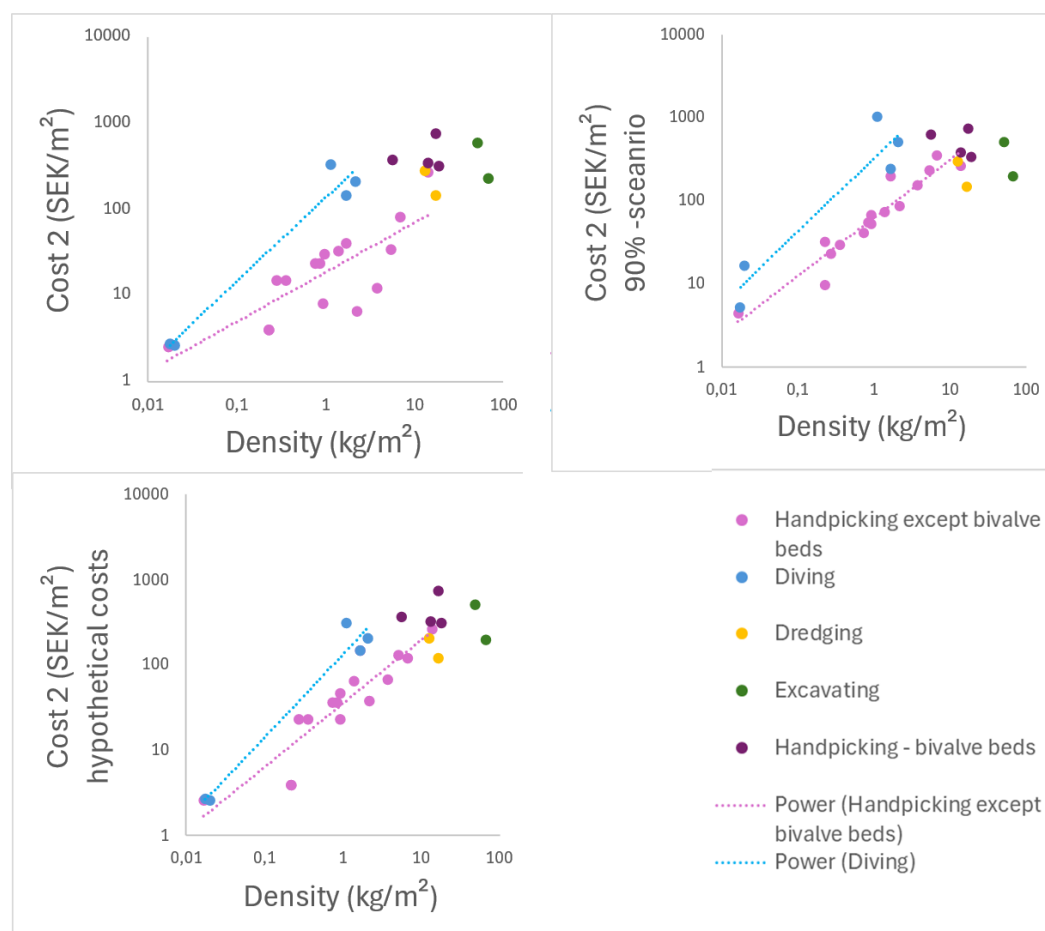 Cost 2 (SEK/m²)
10000
1000
100
10
1
0,01
0,1
1
10
100
Density (kg/m²)
Cost 2 (SEK/m²)
90% -sceanrio
10000
1000
100
10
1
0,01
0,1
1
10
100
Density (kg/m²)
Cost 2 (SEK/m²)
hypothetical costs
10000
1000
100
10
1
0,01
0,1
1
10
100
Density (kg/m²)
Handpicking except bivalve
beds
Diving
Dredging
Excavating
Handpicking - bivalve beds
Power (Handpicking except
bivalve beds)
Power (Diving)